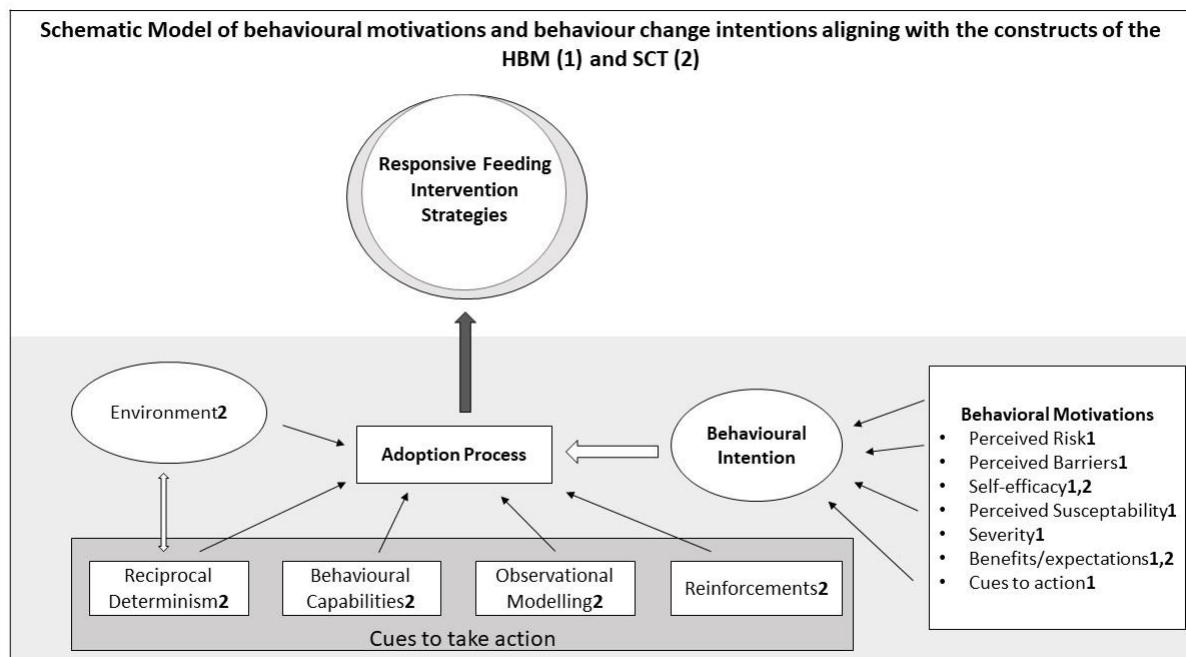 Schematic Model of behavioural motivations and behaviour change intentions aligning with the constructs of the
HBM (1) and SCT (2)
Responsive Feeding
Intervention
Strategies
Environment2
Adoption Process
Behavioural
Intention
Behavioral Motivations
• Perceived Risk1
• Perceived Barriers1
• Self-efficacy1,2
• Perceived Susceptability1
• Severity1
• Benefits/expectations1,2
• Cues to action1
Reciprocal
Determinism2
Behavioural
Capabilities2
Observational
Modelling2
Reinforcements2
Cues to take action